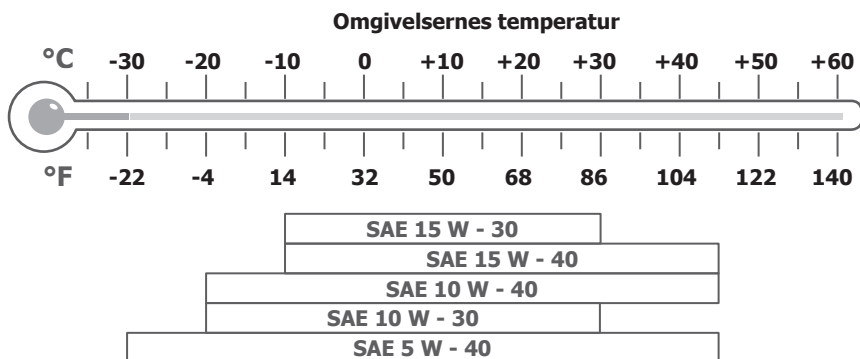 Omgivelsernes temperatur
°C -30 -20 -10 0 +10 +20 +30 +40 +50 +60
°F -22 -4 14 32 50 68 86 104 122 140
SAE 15 W - 30
SAE 15 W - 40
SAE 10 W - 40
SAE 10 W - 30
SAE 5 W - 40